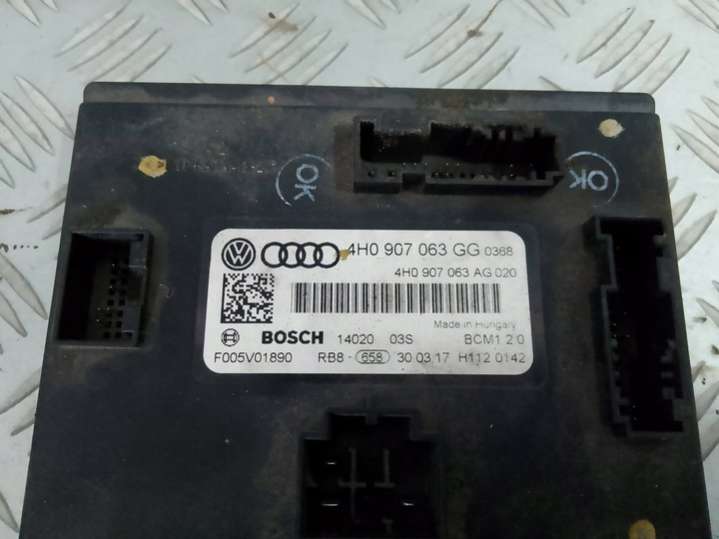 OK
OK
4H0 907 063 GG 0368
4H0 907 063 AG 020
Made in Hungary
BOSCH 14020 03S BCM1 2.0
F005V01890 RB8- 658 30 03 17 H112 0142